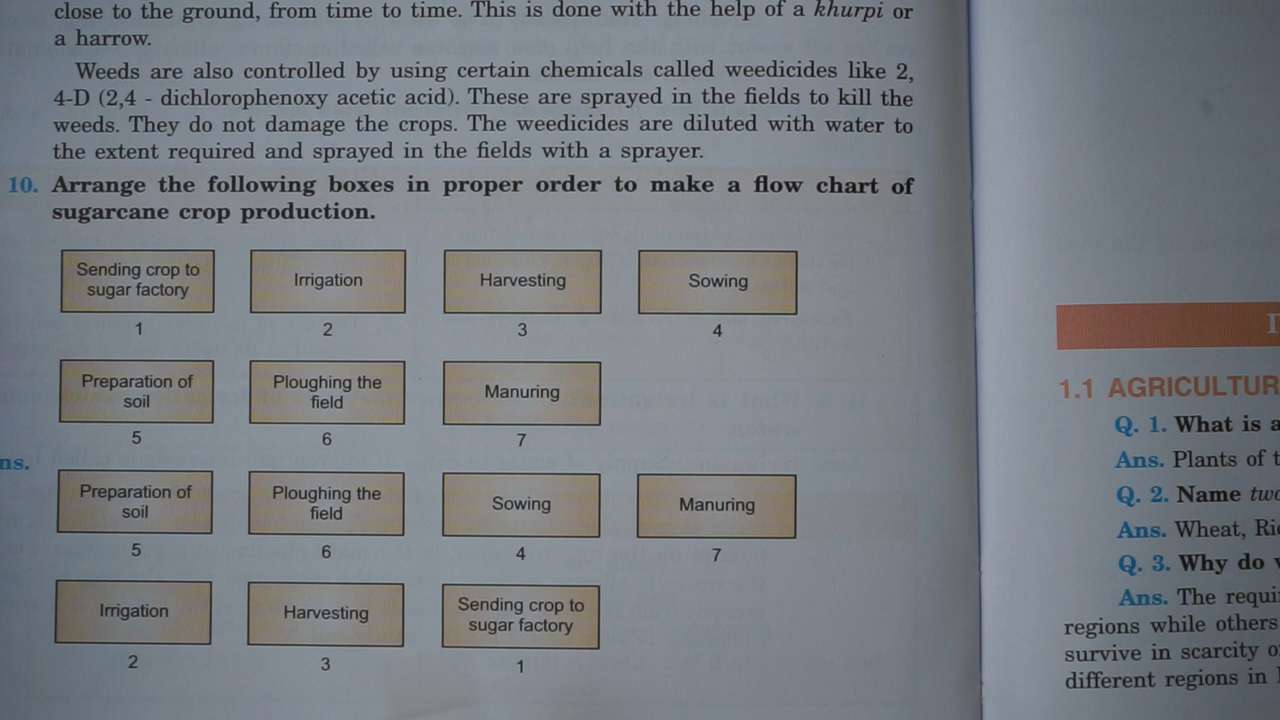 close to the ground, from time to time. This is done with the help of a khurpi or
a harrow.
Weeds are also controlled by using certain chemicals called weedicides like 2,
4-D (2,4 - dichlorophenoxy acetic acid). These are sprayed in the fields to kill the
weeds. They do not damage the crops. The weedicides are diluted with water to
the extent required and sprayed in the fields with a sprayer.
10. Arrange the following boxes in proper order to make a flow chart of
sugarcane crop production.
Sending crop to
sugar factory
1
Irrigation
2
Harvesting
3
Sowing
4
Preparation of
soil
5
Ploughing the
field
6
Manuring
7
ns.
Preparation of
soil
5
Ploughing the
field
6
Sowing
4
Manuring
7
Irrigation
2
Harvesting
3
Sending crop to
sugar factory
1
1.1 AGRICULTUR
Q. 1. What is a
Ans. Plants of t
Q. 2. Name two
Ans. Wheat, Ri
Q. 3. Why do
Ans. The requi
regions while others
survive in scarcity o
different regions in